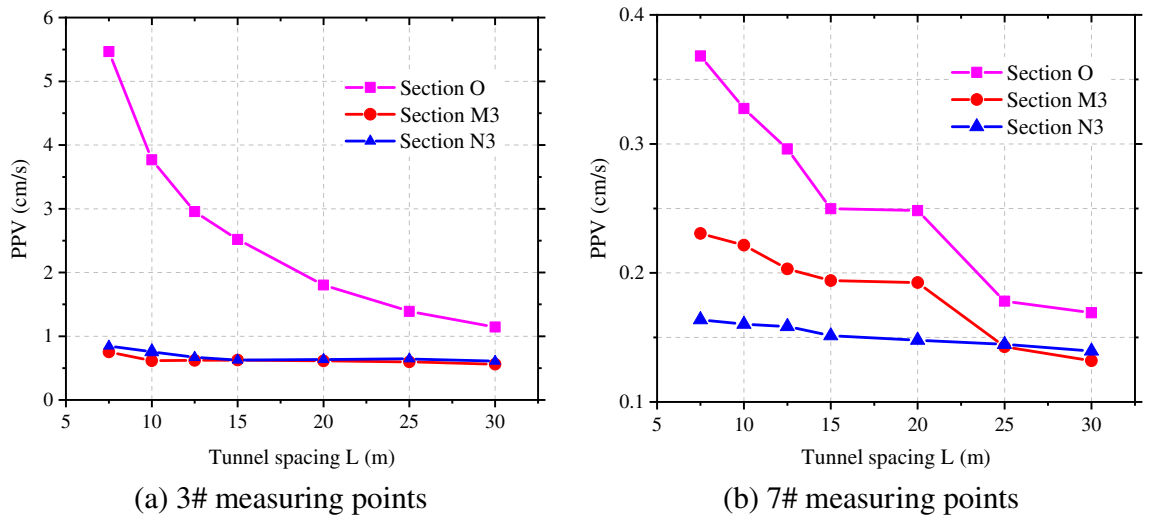 6
5
4
3
2
1
0
PPV (cm/s)
Section O
Section M3
Section N3
5 10 15 20 25 30
Tunnel spacing L (m)
(a) 3# measuring points
0.4
0.3
0.2
0.1
PPV (cm/s)
Section O
Section M3
Section N3
5 10 15 20 25 30
Tunnel spacing L (m)
(b) 7# measuring points